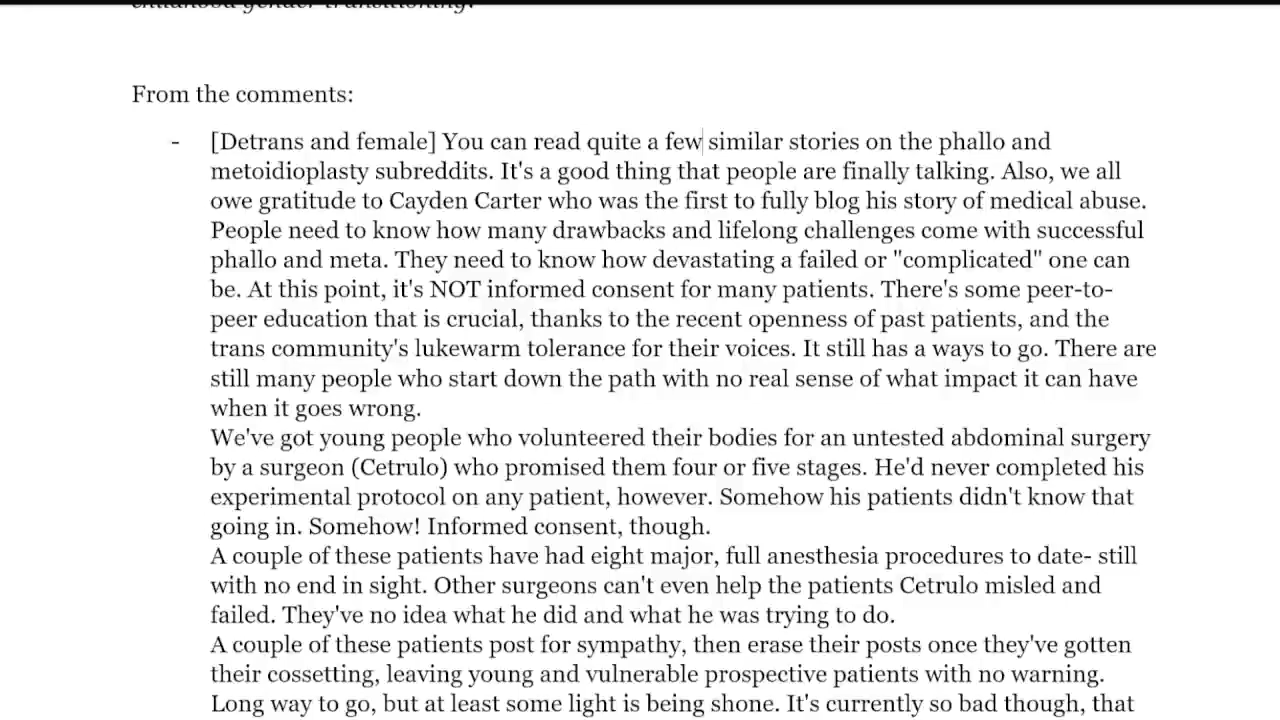 childhood gender transitioning.
From the comments:
- [Detrans and female] You can read quite a few similar stories on the phallo and
metoidioplasty subreddits. It's a good thing that people are finally talking. Also, we all
owe gratitude to Cayden Carter who was the first to fully blog his story of medical abuse.
People need to know how many drawbacks and lifelong challenges come with successful
phallo and meta. They need to know how devastating a failed or "complicated" one can
be. At this point, it's NOT informed consent for many patients. There's some peer-to-
peer education that is crucial, thanks to the recent openness of past patients, and the
trans community's lukewarm tolerance for their voices. It still has a ways to go. There are
still many people who start down the path with no real sense of what impact it can have
when it goes wrong.
We've got young people who volunteered their bodies for an untested abdominal surgery
by a surgeon (Cetrulo) who promised them four or five stages. He'd never completed his
experimental protocol on any patient, however. Somehow his patients didn't know that
going in. Somehow! Informed consent, though.
A couple of these patients have had eight major, full anesthesia procedures to date- still
with no end in sight. Other surgeons can't even help the patients Cetrulo misled and
failed. They've no idea what he did and what he was trying to do.
A couple of these patients post for sympathy, then erase their posts once they've gotten
their cossetting, leaving young and vulnerable prospective patients with no warning.
Long way to go, but at least some light is being shone. It's currently so bad though, that